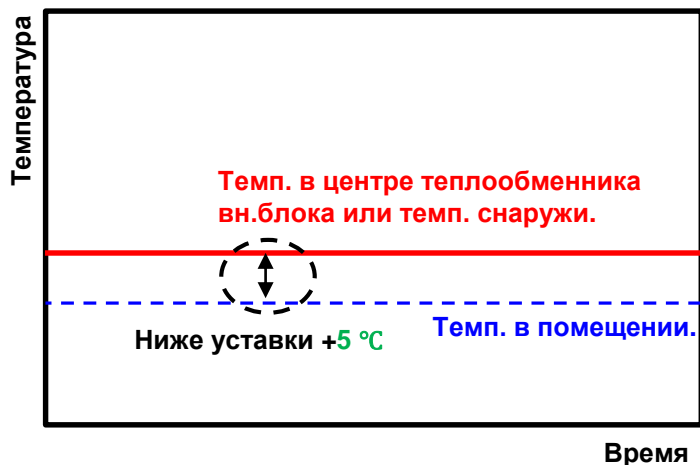 Температура
Темп. в центре теплообменника
вн.блока или темп. снаружи.
Ниже уставки +5 ℃
Темп. в помещении.
Время